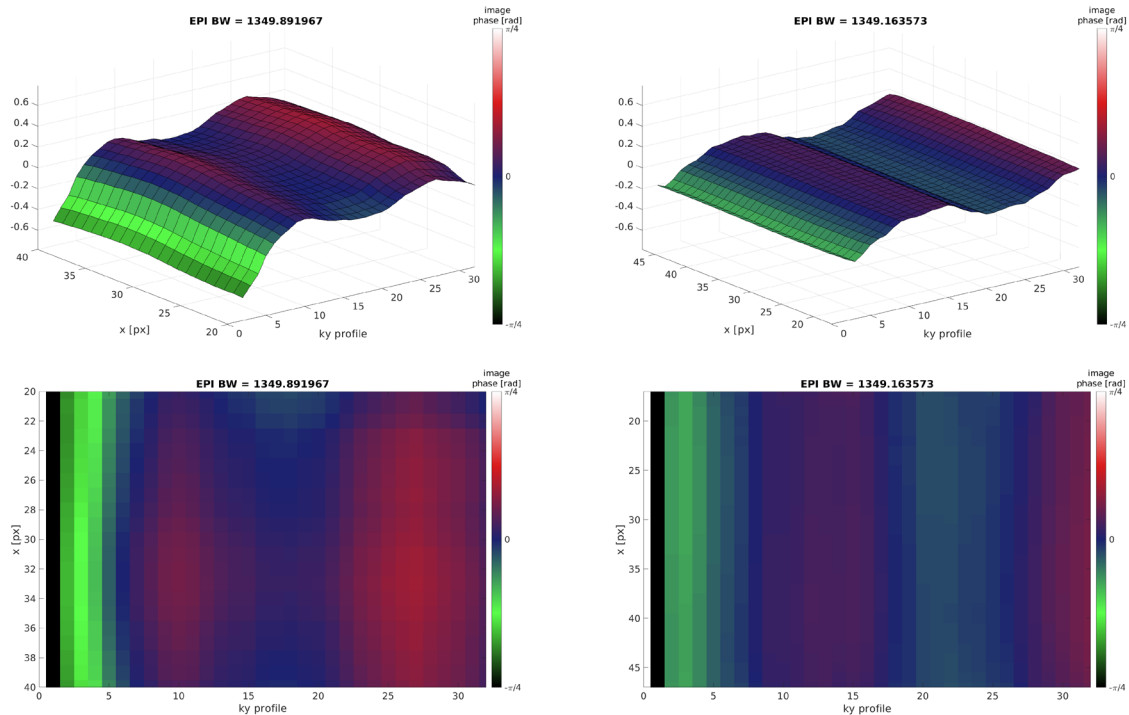 EPI BW = 1349.891967
image
phase [rad]
π/4
0
-π/4
0.6
0.4
0.2
0
-0.2
-0.4
-0.6
40
35
30
25
20
x [px]
0
5
10
15
20
25
30
ky profile
EPI BW = 1349.163573
image
phase [rad]
π/4
0
-π/4
0.6
0.4
0.2
0
-0.2
-0.4
-0.6
45
40
35
30
25
20
x [px]
0
5
10
15
20
25
30
ky profile
EPI BW = 1349.891967
image
phase [rad]
π/4
0
-π/4
20
22
24
26
28
30
32
34
36
38
40
x [px]
0
5
10
15
20
25
30
ky profile
EPI BW = 1349.163573
image
phase [rad]
π/4
0
-π/4
20
25
30
35
40
45
x [px]
0
5
10
15
20
25
30
ky profile